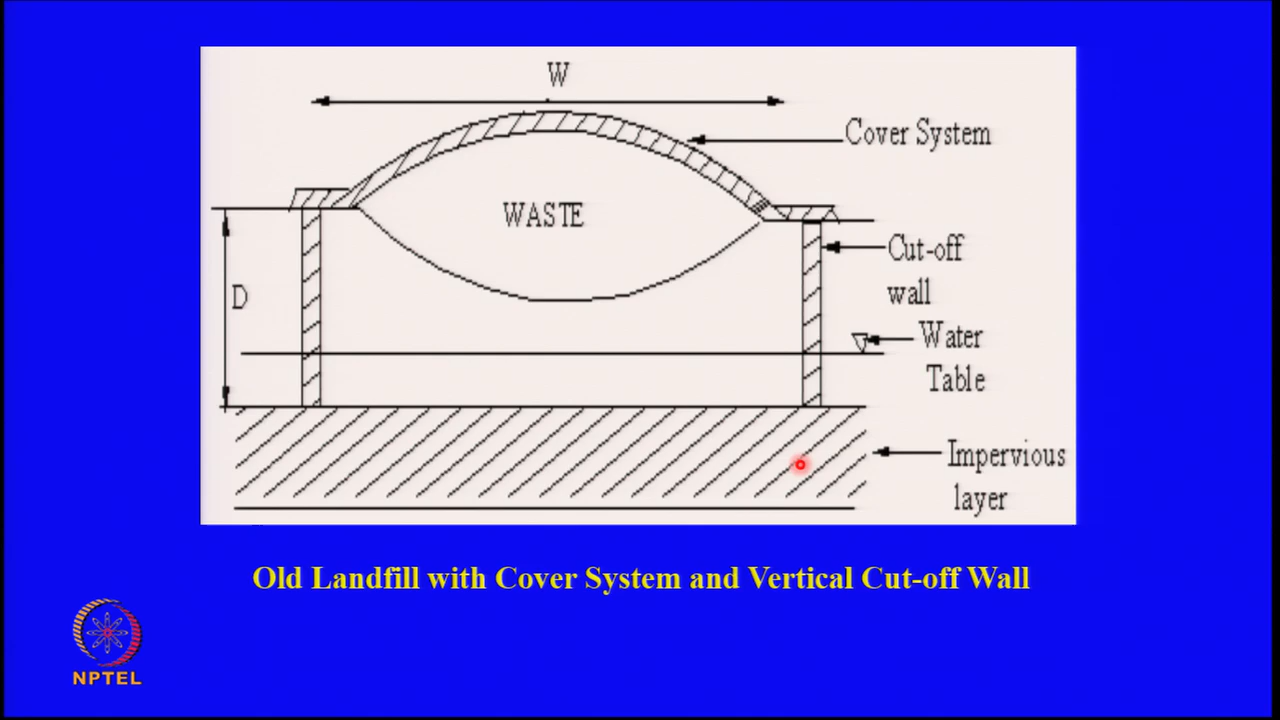 W
Cover System
WASTE
Cut-off
wall
D
Water
Table
Impervious
layer
Old Landfill with Cover System and Vertical Cut-off Wall
NPTEL